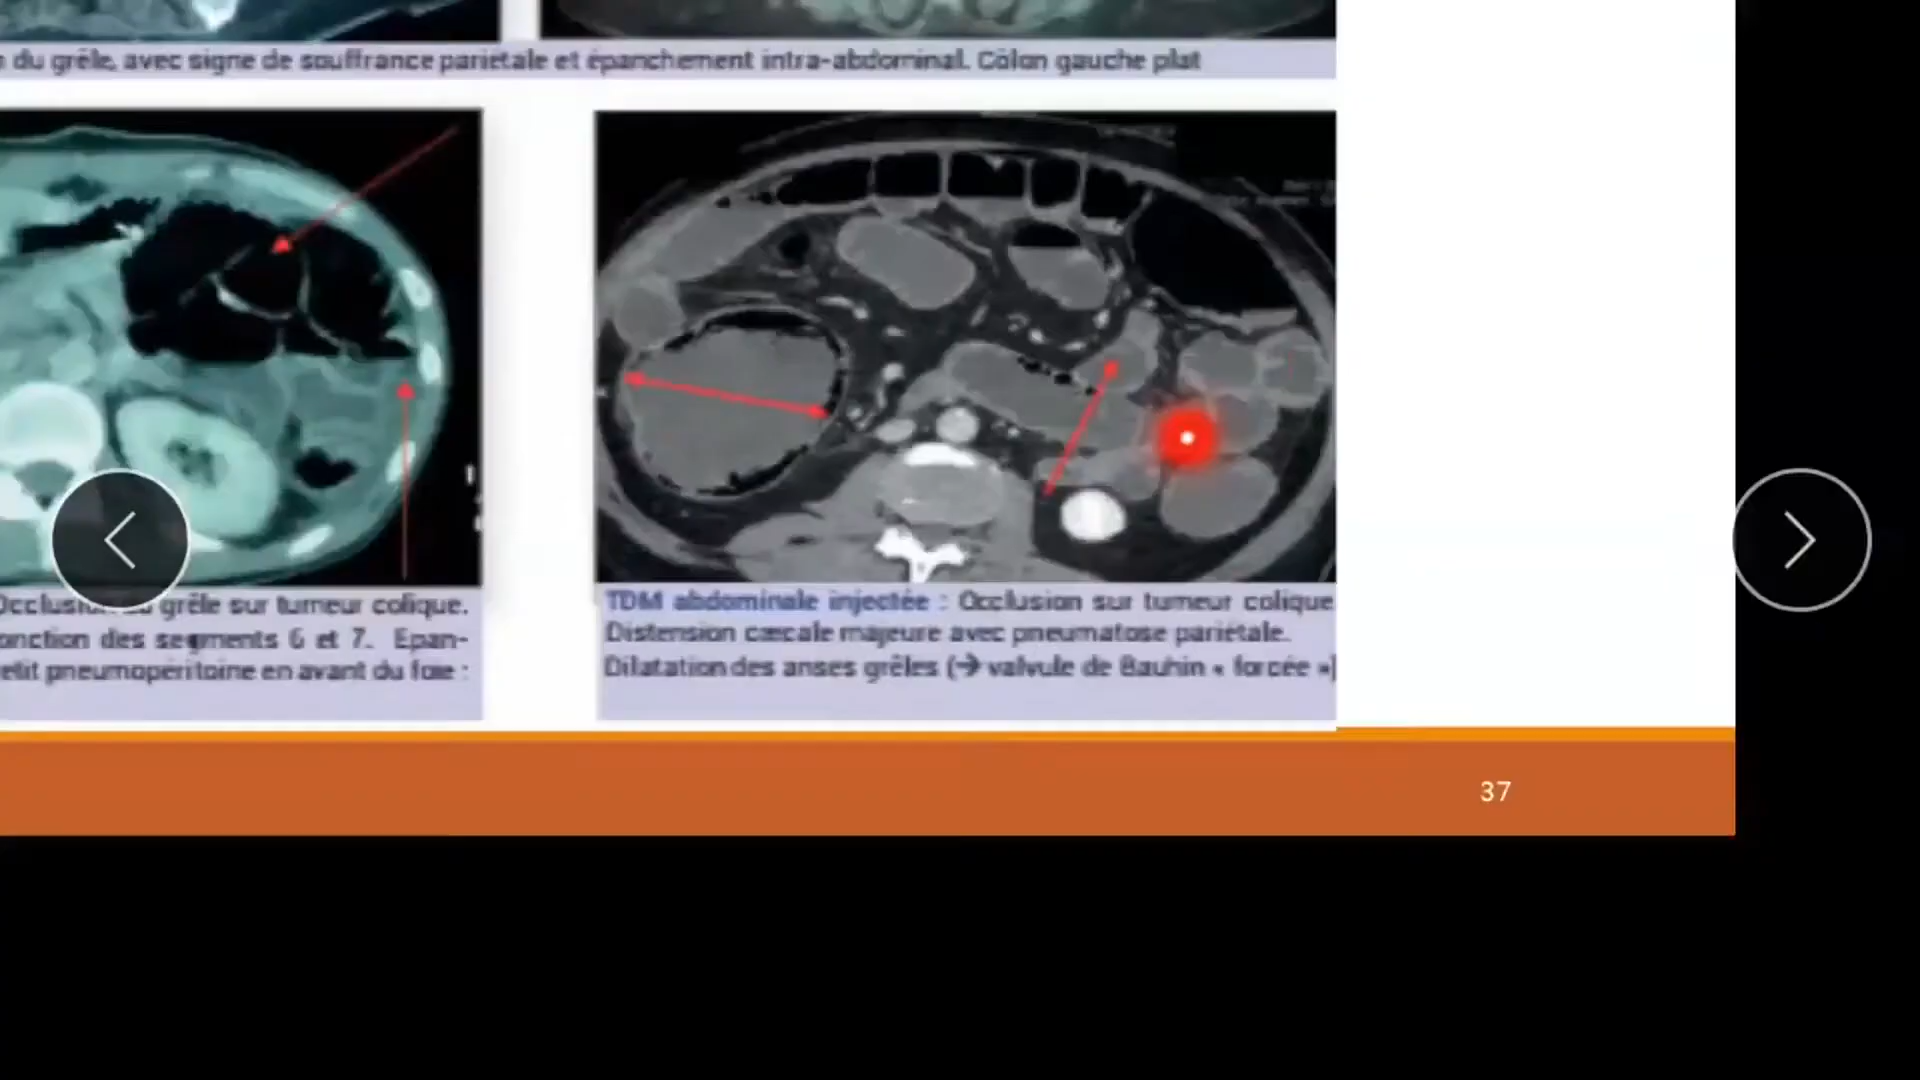 du grêle, avec signe de souffrance pariétale et épanchement intra-abdominal. Côlon gauche plat
grêle sur tumeur colique.
onction des segments 6 et 7. Epan-
etit pneumopéritoine en avant du foie :
TDM abdominale injectée : Occlusion sur tumeur colique
Distension cæcale majeure avec pneumatose pariétale.
Dilatation des anses grêles (→ valvule de Bauhin « forcée »)
37